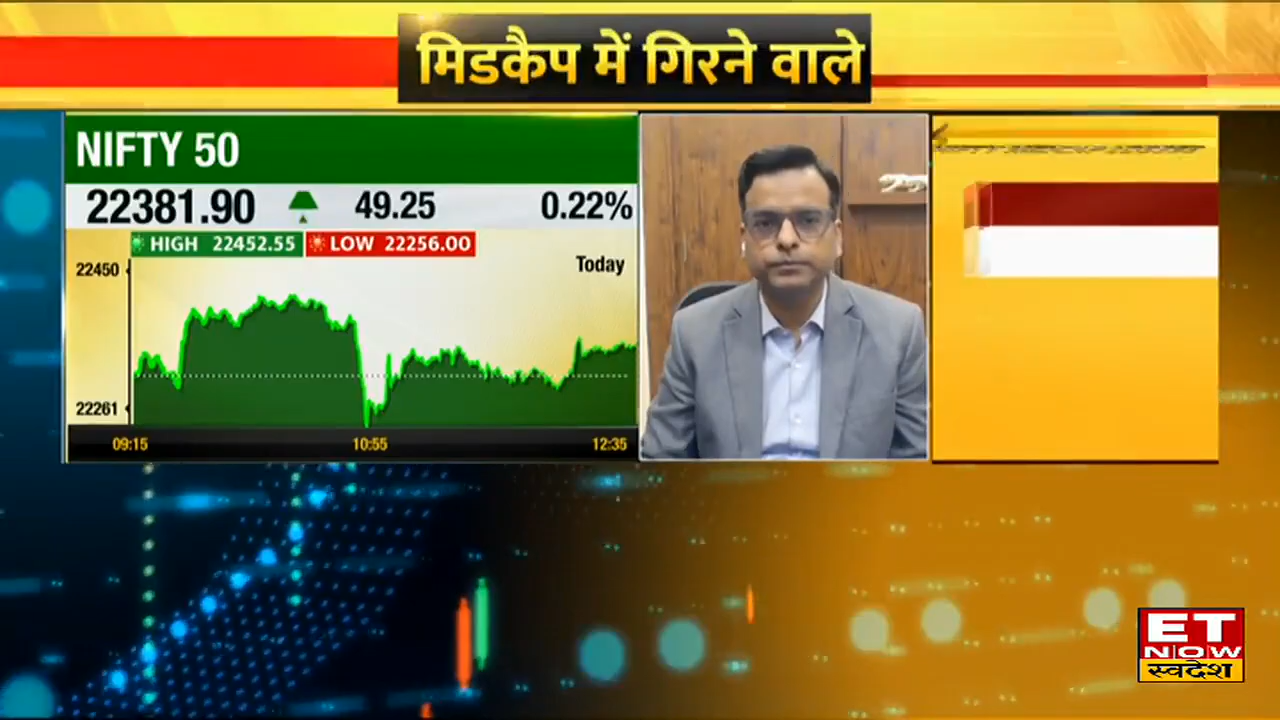 मिडकैप में गिरने वाले
NIFTY 50
22381.90 49.25 0.22%
HIGH 22452.55 LOW 22256.00
Today
22450
22261
09:15 10:55 12:35
ET
NOW
स्वदेश